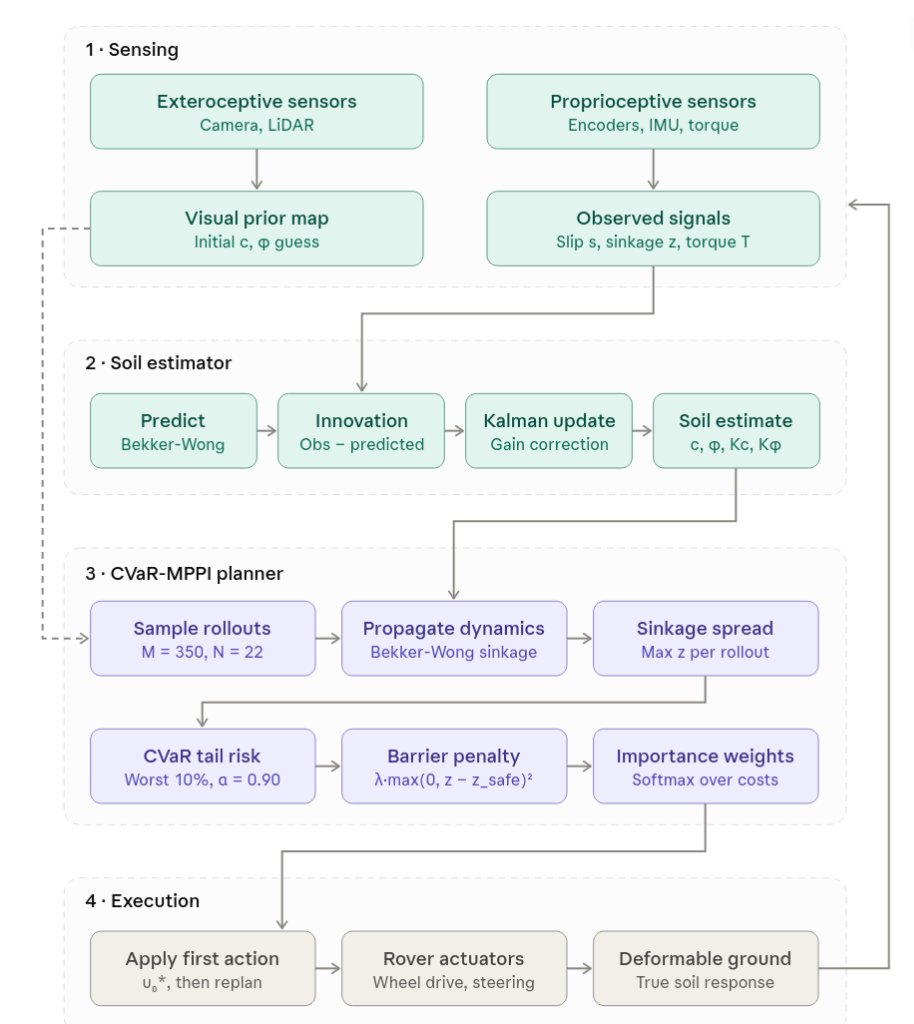 1 · Sensing
Exteroceptive sensors
Camera, LiDAR
Proprioceptive sensors
Encoders, IMU, torque
Visual prior map
Initial c, φ guess
Observed signals
Slip s, sinkage z, torque T
2 · Soil estimator
Predict
Bekker-Wong
Innovation
Obs − predicted
Kalman update
Gain correction
Soil estimate
c, φ, Kc, Kφ
3 · CVaR-MPPI planner
Sample rollouts
M = 350, N = 22
Propagate dynamics
Bekker-Wong sinkage
Sinkage spread
Max z per rollout
CVaR tail risk
Worst 10%, α = 0.90
Barrier penalty
λ·max(0, z − z_safe)²
Importance weights
Softmax over costs
4 · Execution
Apply first action
u₀*, then replan
Rover actuators
Wheel drive, steering
Deformable ground
True soil response